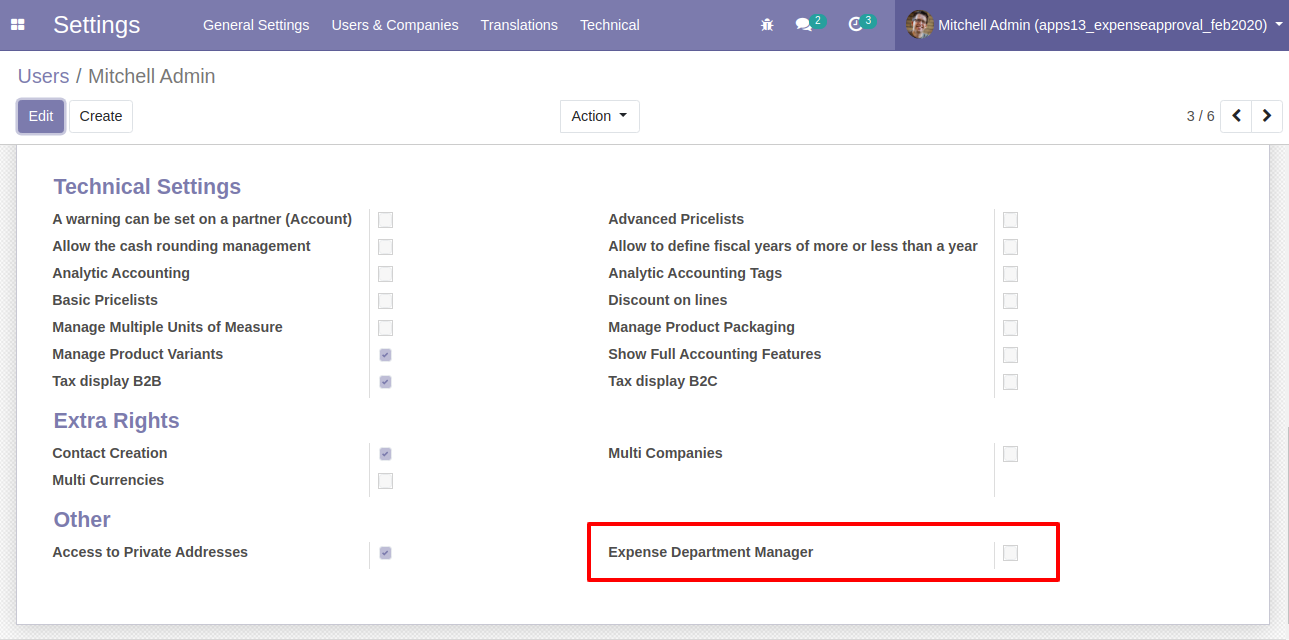 Settings General Settings Users & Companies Translations Technical 2 3 Mitchell Admin (apps13_expenseapproval_feb2020)
Users / Mitchell Admin
Edit Create Action 3 / 6
Technical Settings
A warning can be set on a partner (Account) Advanced Pricelists
Allow the cash rounding management Allow to define fiscal years of more or less than a year
Analytic Accounting Analytic Accounting Tags
Basic Pricelists Discount on lines
Manage Multiple Units of Measure Manage Product Packaging
Manage Product Variants Show Full Accounting Features
Tax display B2B Tax display B2C
Extra Rights
Contact Creation Multi Companies
Multi Currencies
Other
Access to Private Addresses Expense Department Manager